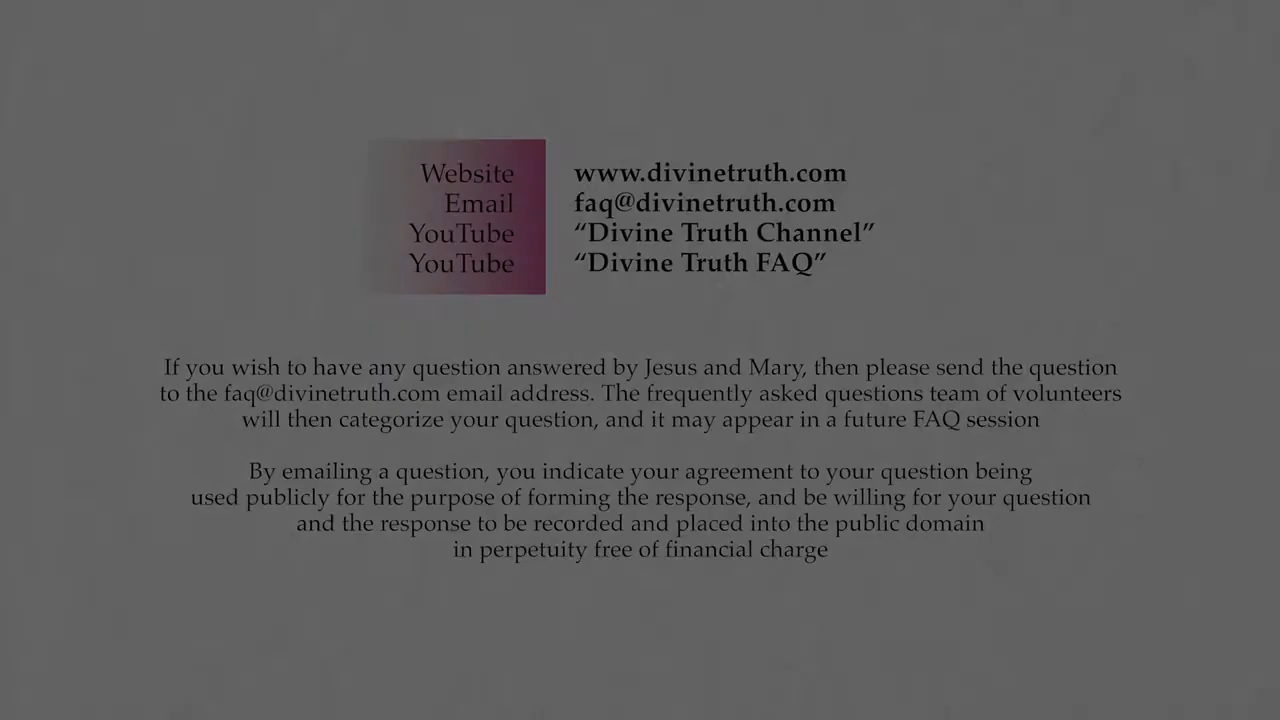 Website www.divinetruth.com
Email faq@divinetruth.com
YouTube “Divine Truth Channel”
YouTube “Divine Truth FAQ”
If you wish to have any question answered by Jesus and Mary, then please send the question
to the faq@divinetruth.com email address. The frequently asked questions team of volunteers
will then categorize your question, and it may appear in a future FAQ session
By emailing a question, you indicate your agreement to your question being
used publicly for the purpose of forming the response, and be willing for your question
and the response to be recorded and placed into the public domain
in perpetuity free of financial charge